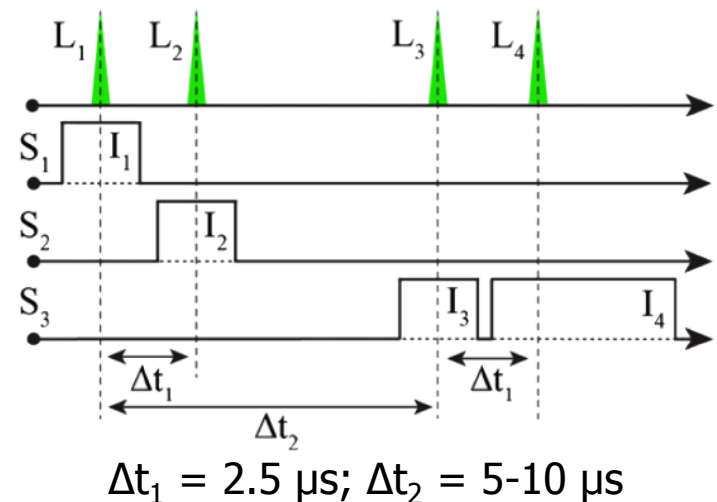 L₁ L₂ L₃ L₄
S₁ I₁
S₂ I₂
S₃ I₃ I₄
Δt₁ Δt₁
Δt₂
Δt₁ = 2.5 μs; Δt₂ = 5-10 μs